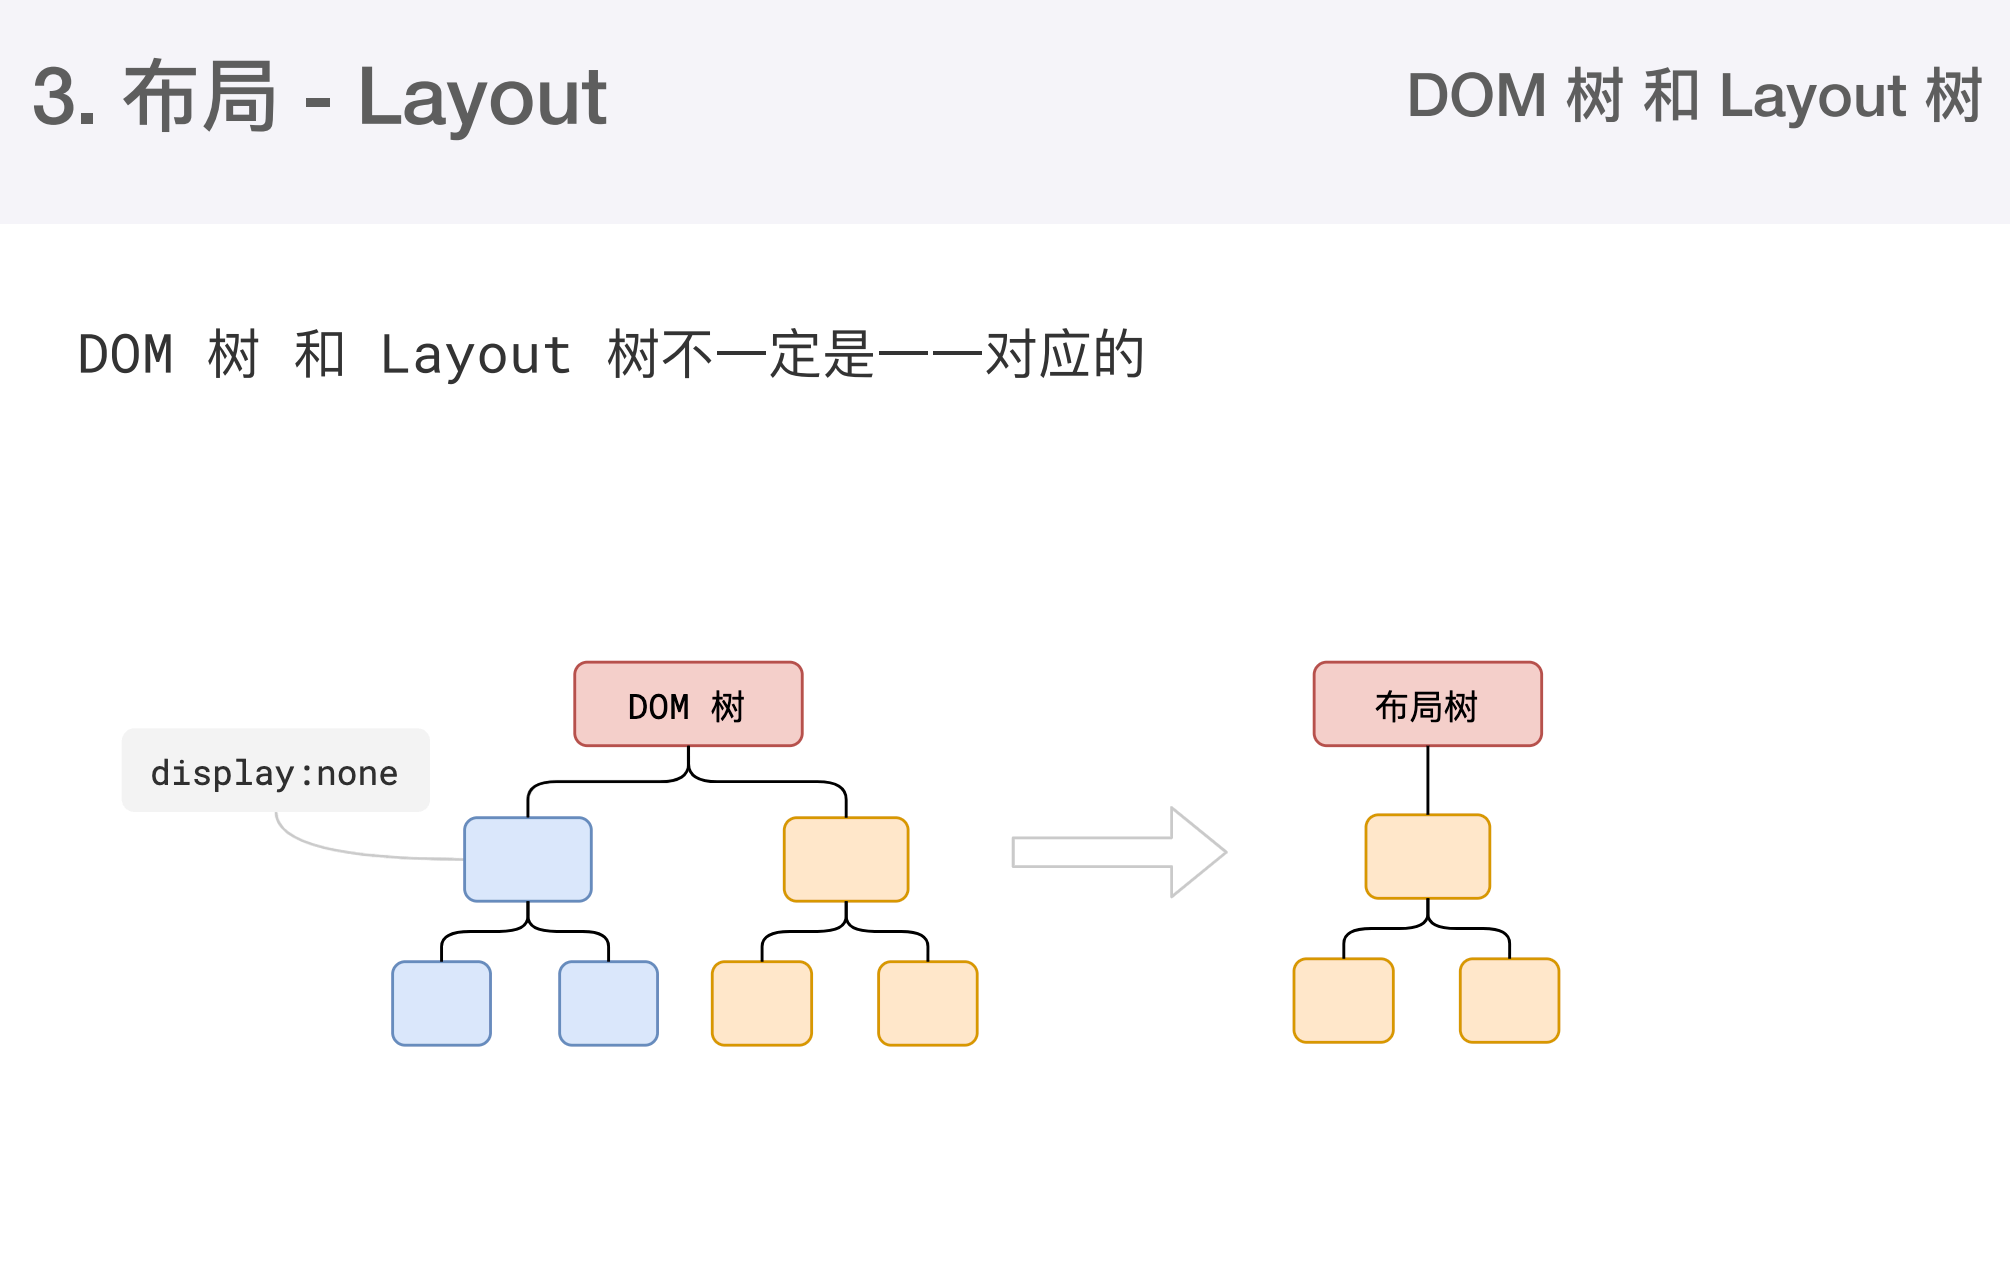 3. 布局 - Layout
DOM 树 和 Layout 树
DOM 树 和 Layout 树不一定是一一对应的
DOM 树
布局树
display:none